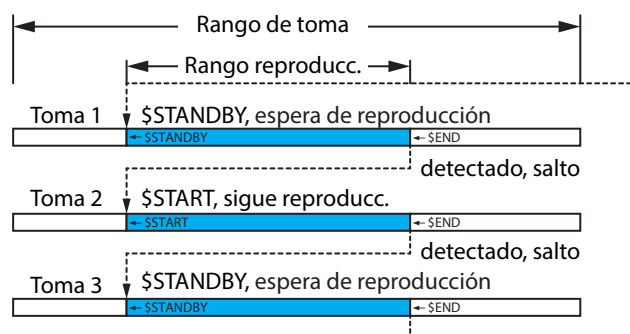 Rango de toma
Rango reproducc.
Toma 1 $STANDBY, espera de reproducción
←$STANDBY ←$END
detectado, salto
Toma 2 $START, sigue reproducc.
←$START ←$END
detectado, salto
Toma 3 $STANDBY, espera de reproducción
←$STANDBY ←$END